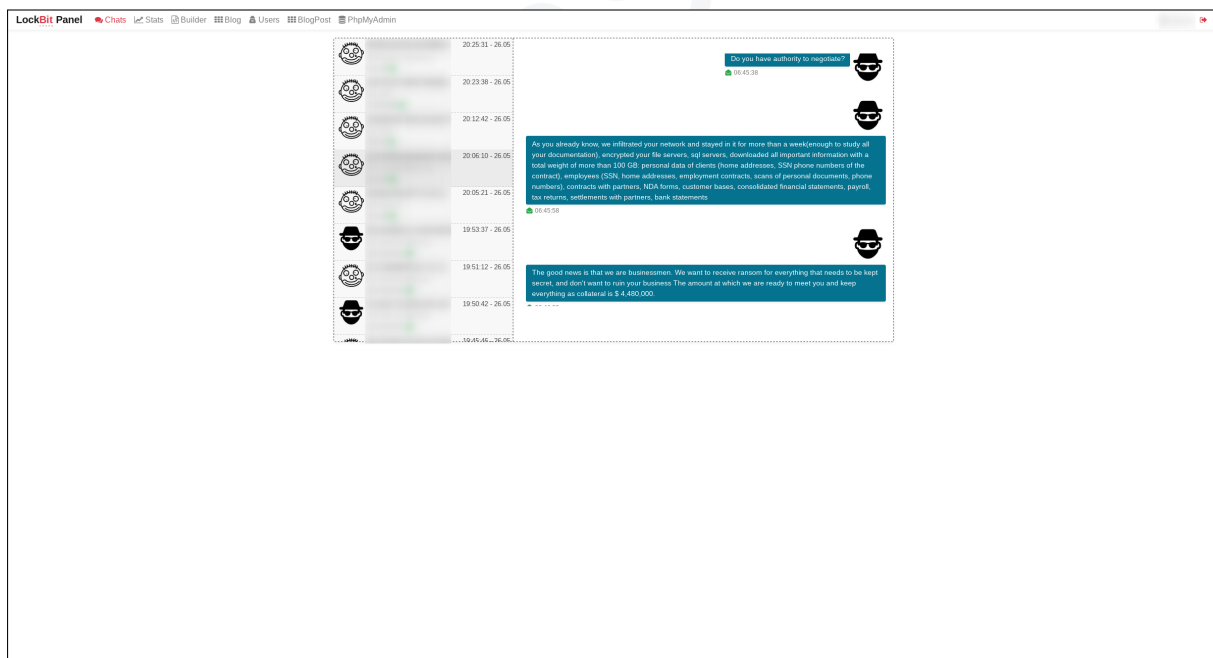 LockBit Panel Chats Stats Builder Blog Users BlogPost PhpMyAdmin
20:25:31 - 26.05
20:23:38 - 26.05
20:12:42 - 26.05
20:06:10 - 26.05
20:05:21 - 26.05
19:53:37 - 26.05
19:51:12 - 26.05
19:50:42 - 26.05
19:45:46 - 26.05
Do you have authority to negotiate?
06:45:38
As you already know, we infiltrated your network and stayed in it for more than a week(enough to study all
your documentation), encrypted your file servers, sql servers, downloaded all important information with a
total weight of more than 100 GB: personal data of clients (home addresses, SSN phone numbers of the
contract), employees (SSN, home addresses, employment contracts, scans of personal documents, phone
numbers), contracts with partners, NDA forms, customer bases, consolidated financial statements, payroll,
tax returns, settlements with partners, bank statements
06:45:58
The good news is that we are businessmen. We want to receive ransom for everything that needs to be kept
secret, and don't want to ruin your business The amount at which we are ready to meet you and keep
everything as collateral is $ 4,480,000.